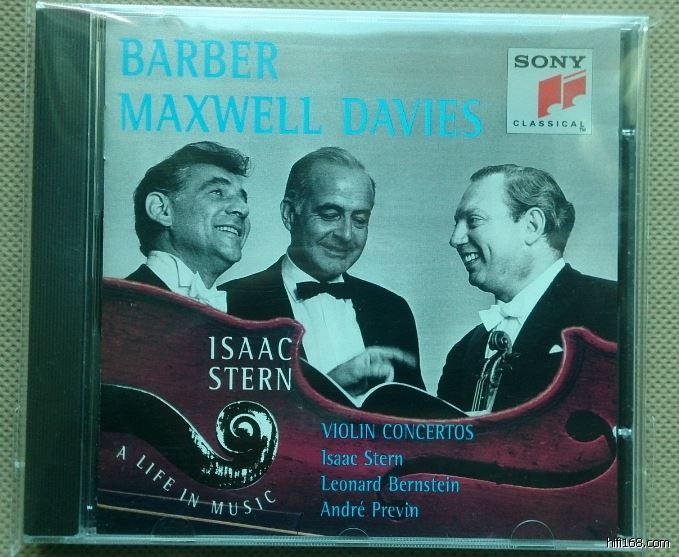 BARBER
MAXWELL DAVIES
SONY
CLASSICAL™
ISAAC
STERN
A LIFE IN MUSIC
VIOLIN CONCERTOS
Isaac Stern
Leonard Bernstein
André Previn
hifi168.com